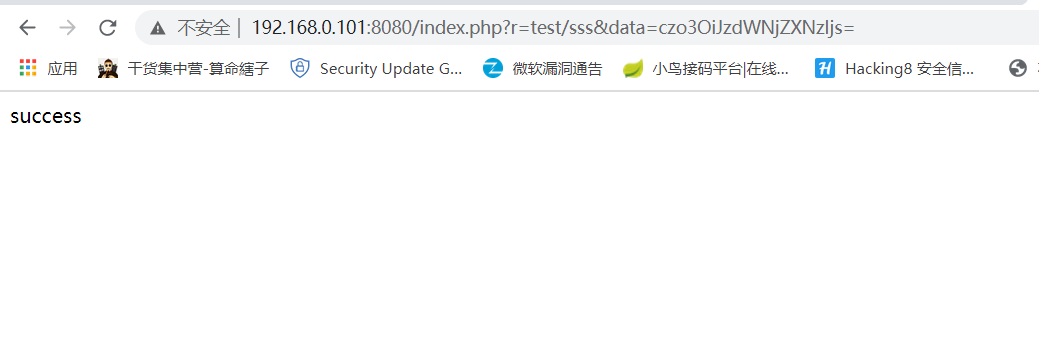 不安全 | 192.168.0.101:8080/index.php?r=test/sss&data=czo3OiJzdWNjZXNzIjs=
应用 干货集中营-算命瞎子 Security Update G... 微软漏洞通告 小鸟接码平台|在线... Hacking8 安全信...
success